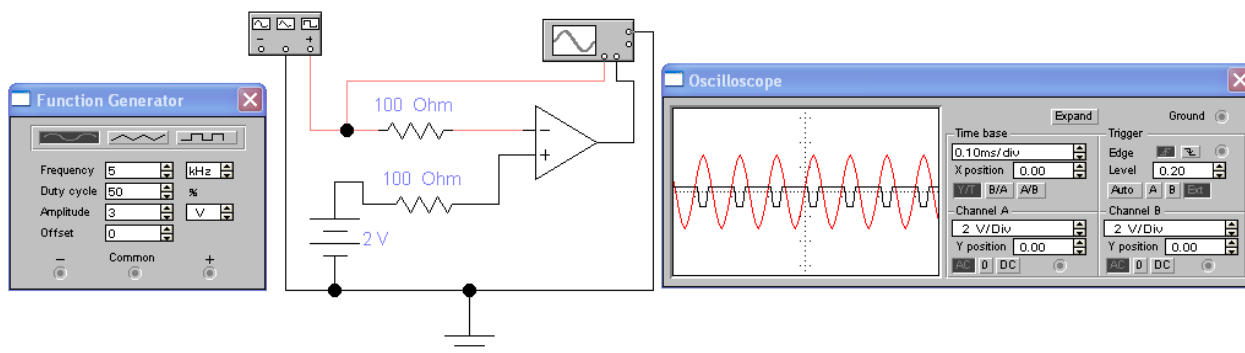 − +
100 Ohm
−
+
100 Ohm
2 V
Function Generator
Frequency 5 kHz
Duty cycle 50 %
Amplitude 3 V
Offset 0
− Common +
Oscilloscope
Expand Ground
Time base
0.10ms/div
X position 0.00
Y/T B/A A/B
Trigger
Edge
Level 0.20
Auto A B Ext
Channel A
2 V/Div
Y position 0.00
AC 0 DC
Channel B
2 V/Div
Y position 0.00
AC 0 DC